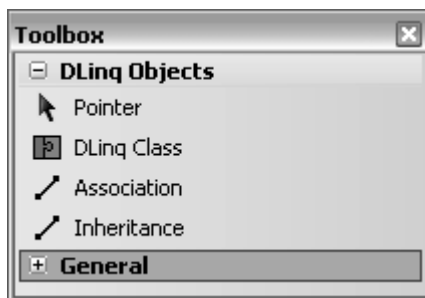 Toolbox
DLinq Objects
Pointer
DLinq Class
Association
Inheritance
General